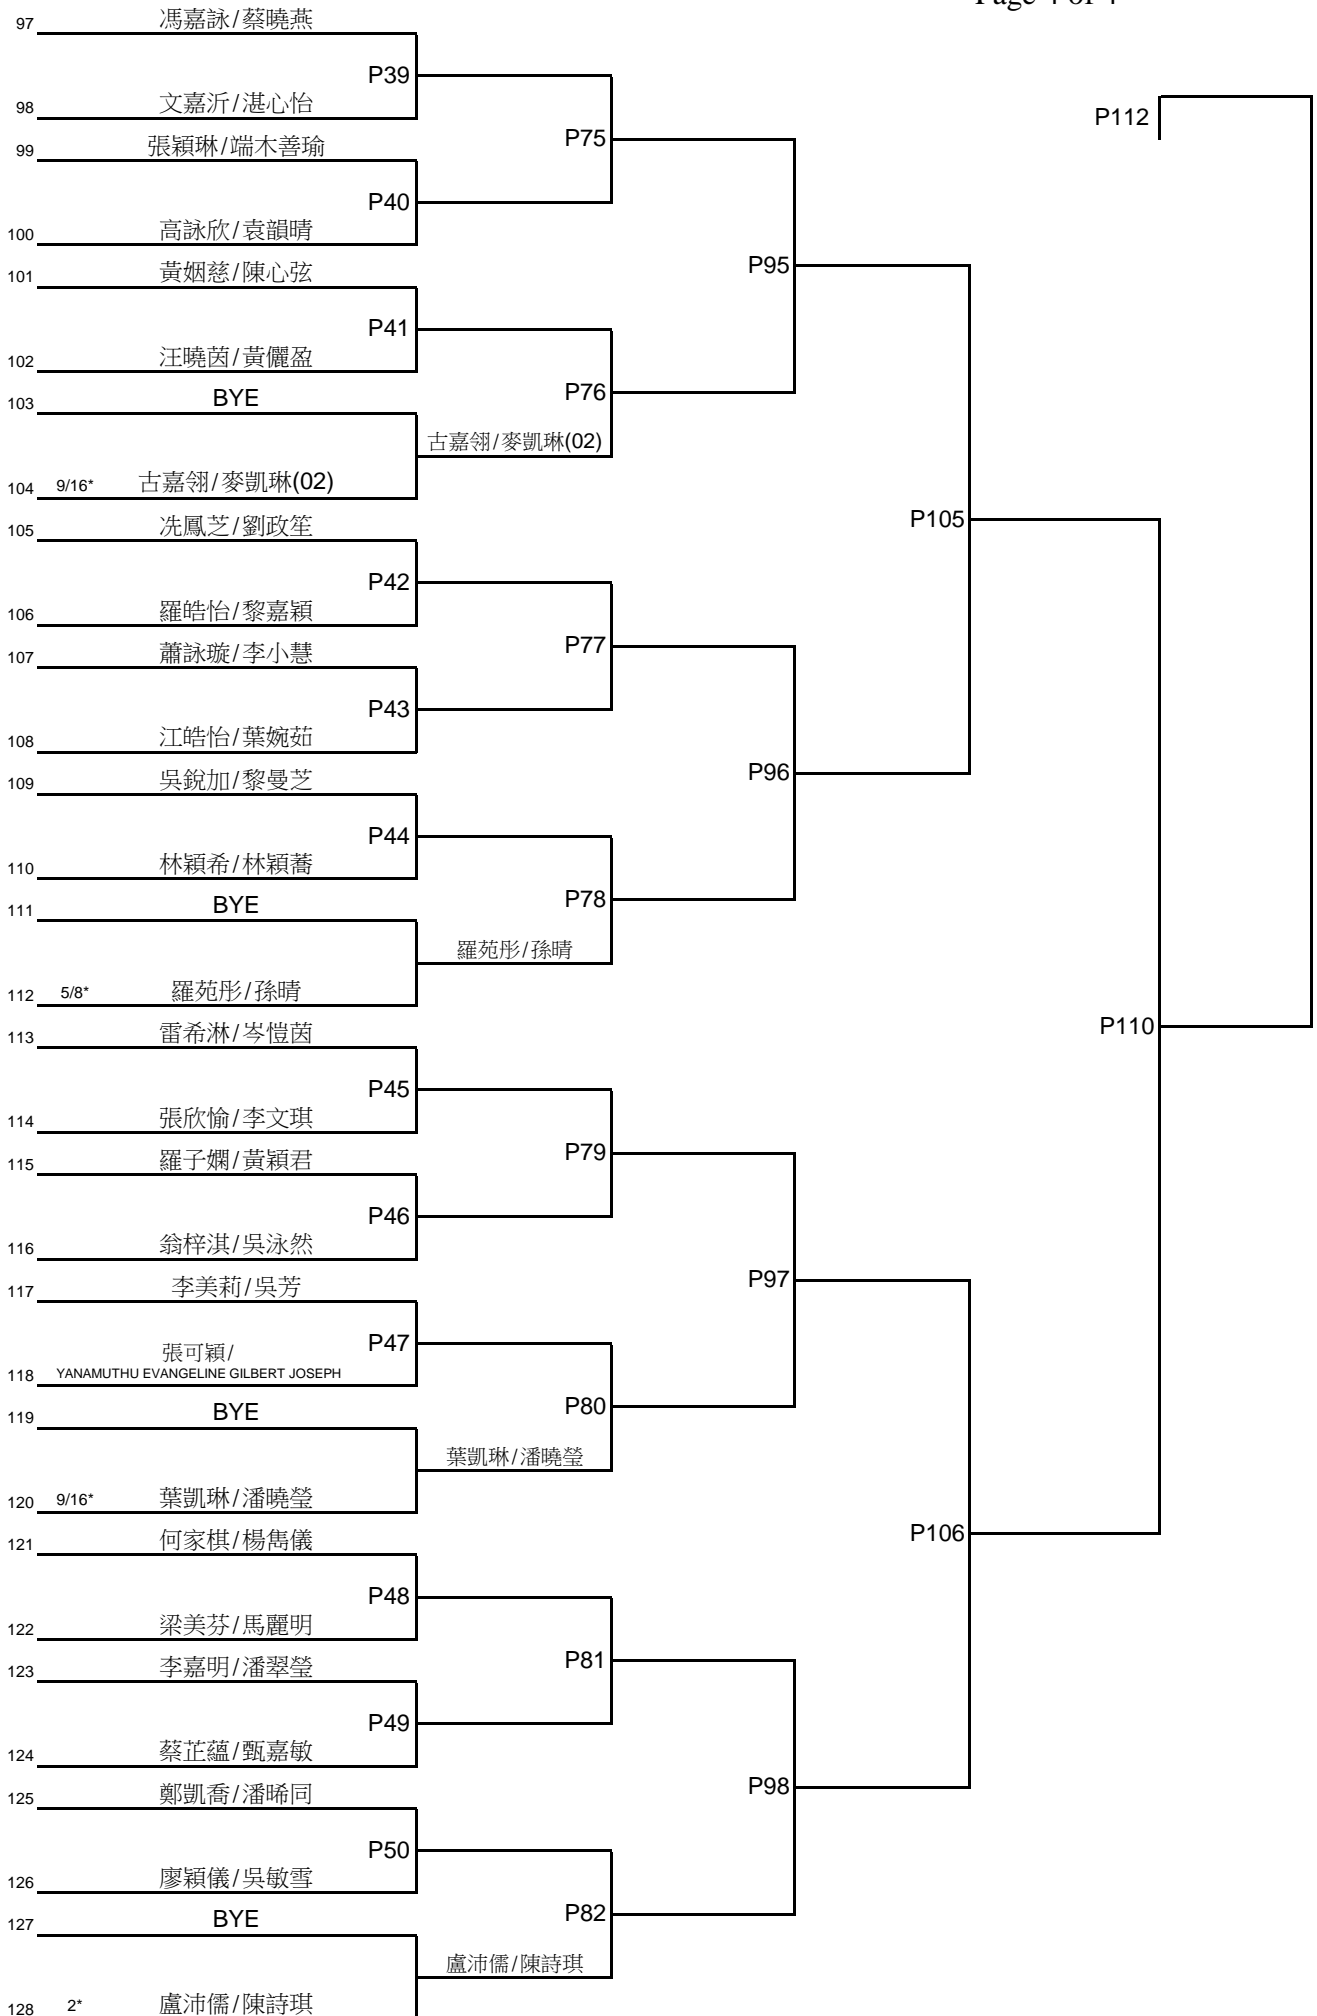 Page 4 of 4
97 馮嘉詠/蔡曉燕
P39
98 文嘉沂/湛心怡
P112
P75
99 張穎琳/端木善瑜
P40
100 高詠欣/袁韻晴
P95
101 黃姻慈/陳心弦
P41
102 汪曉茵/黃儷盈
P76
103 BYE
古嘉翎/麥凱琳(02)
104 9/16* 古嘉翎/麥凱琳(02)
P105
105 冼鳳芝/劉政笙
P42
106 羅皓怡/黎嘉穎
P77
107 蕭詠璇/李小慧
P43
108 江皓怡/葉婉茹
P96
109 吳銳加/黎曼芝
P44
110 林穎希/林穎蕎
P78
111 BYE
羅苑彤/孫晴
112 5/8* 羅苑彤/孫晴
P110
113 雷希淋/岑愷茵
P45
114 張欣愉/李文琪
P79
115 羅子嫻/黃穎君
P46
116 翁梓淇/吳泳然
P97
117 李美莉/吳芳
P47
張可穎/
118 YANAMUTHU EVANGELINE GILBERT JOSEPH
P80
119 BYE
葉凱琳/潘曉瑩
120 9/16* 葉凱琳/潘曉瑩
P106
121 何家棋/楊雋儀
P48
122 梁美芬/馬麗明
P81
123 李嘉明/潘翠瑩
P49
124 蔡芷蘊/甄嘉敏
P98
125 鄭凱喬/潘晞同
P50
126 廖穎儀/吳敏雪
P82
127 BYE
盧沛儒/陳詩琪
128 2* 盧沛儒/陳詩琪